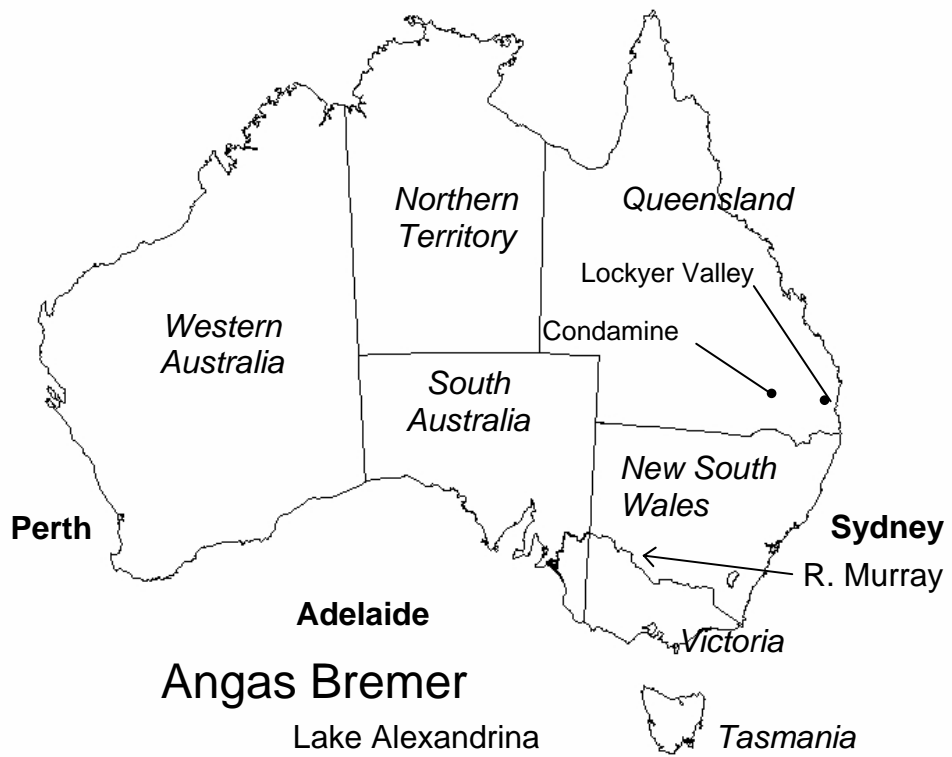 Northern
Territory
Queensland
Lockyer Valley
Condamine
Western
Australia
South
Australia
New South
Wales
Perth
Sydney
R. Murray
Adelaide
Victoria
Angas Bremer
Lake Alexandrina
Tasmania